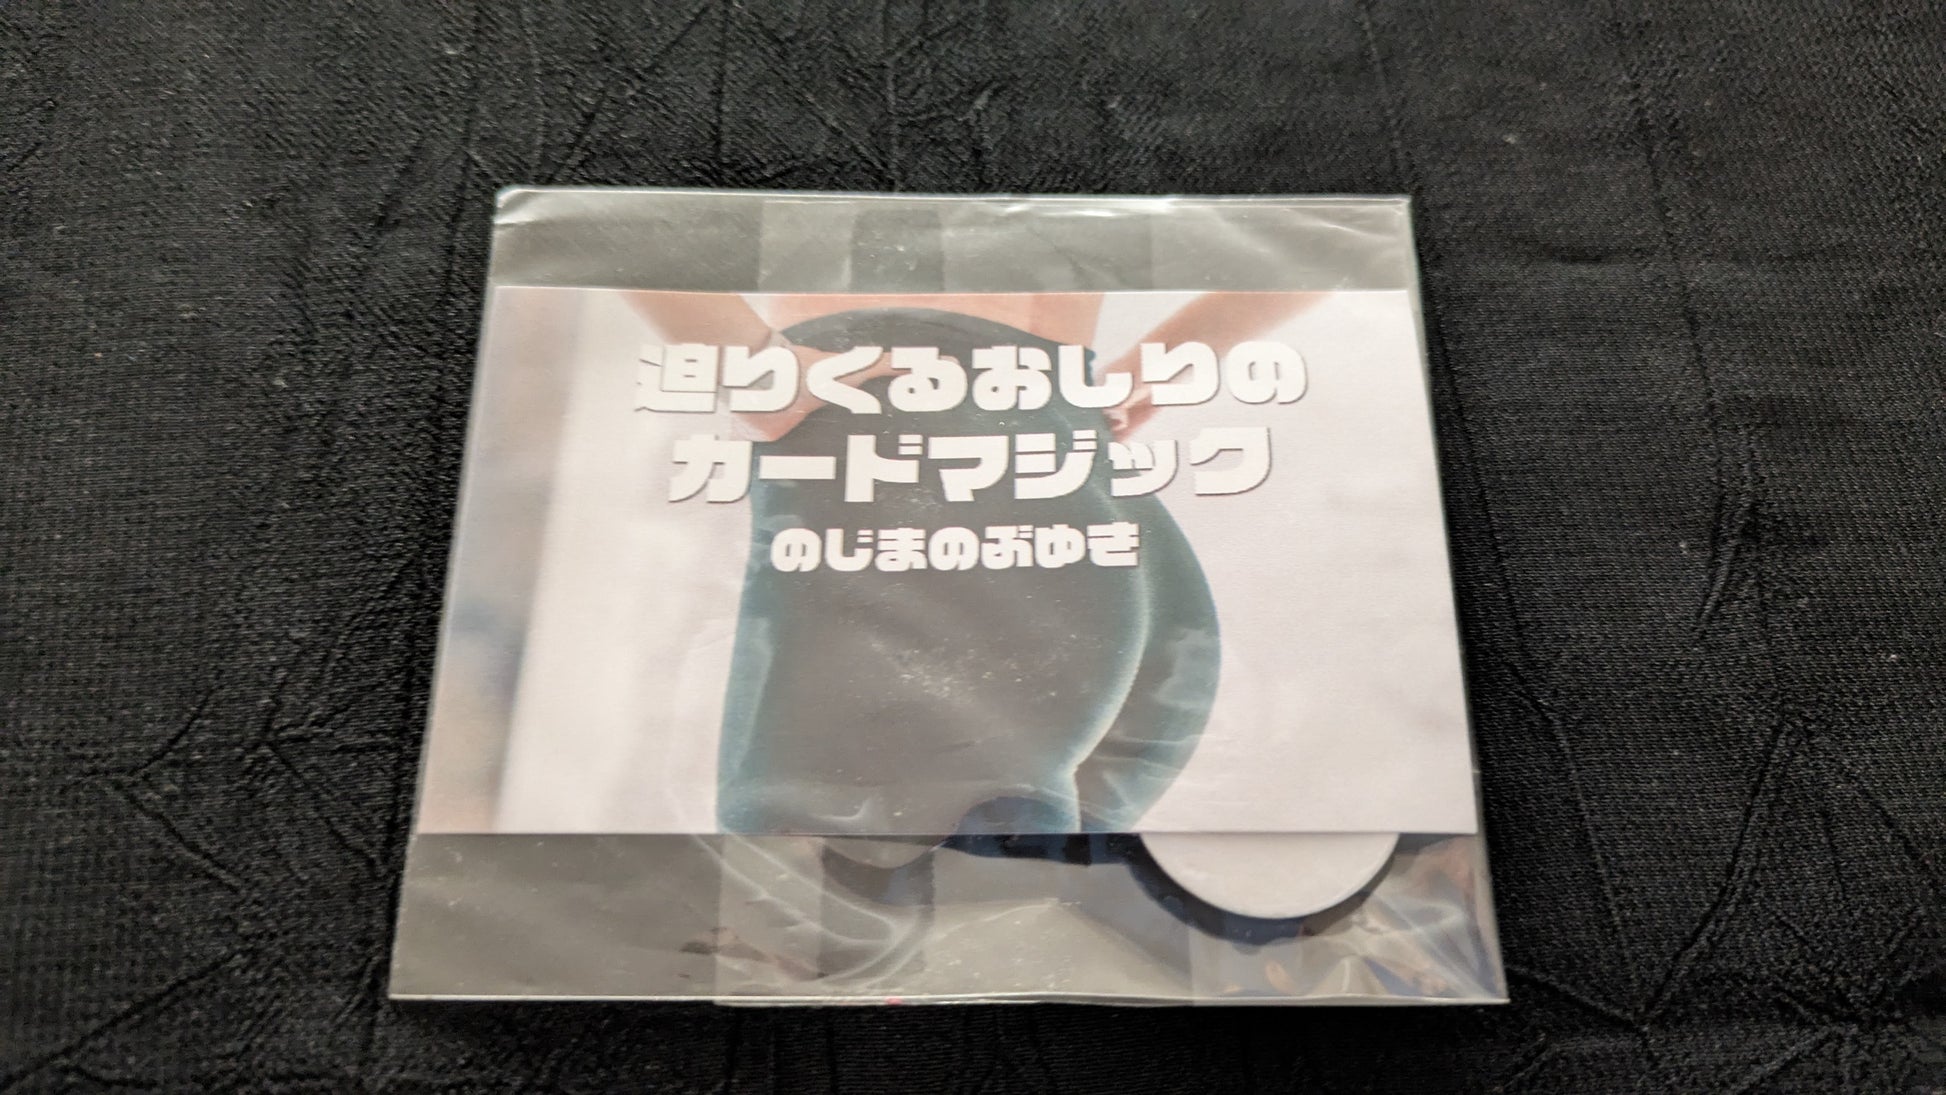 迫りくるおしりの
カードマジック
のじまのぶゆき